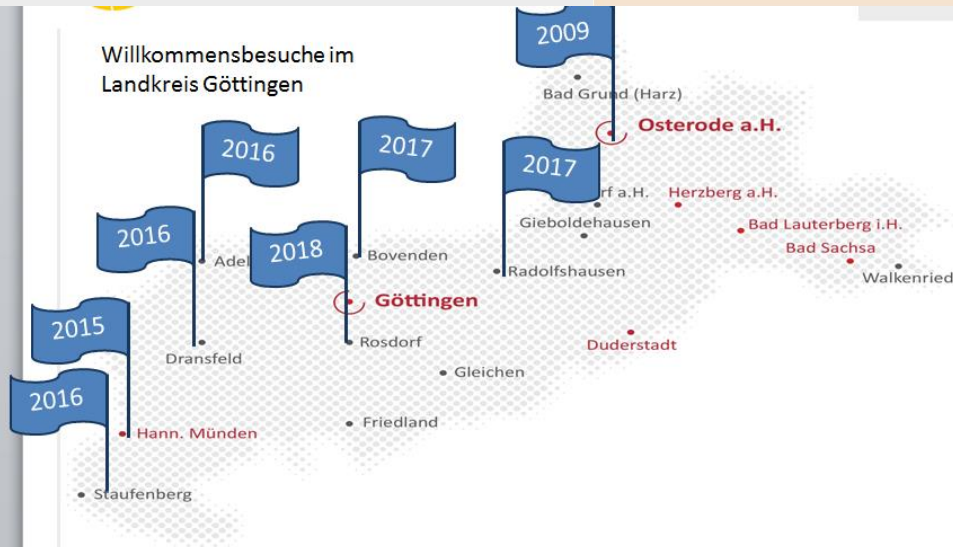 Willkommensbesuche im
Landkreis Göttingen
2009
Bad Grund (Harz)
Osterode a.H.
2016
2017
2017
rf a.H.
Herzberg a.H.
Gieboldehausen
Bad Lauterberg i.H.
2016
2018
Adel
Bovenden
Bad Sachsa
Radolfshausen
Walkenried
Göttingen
2015
Rosdorf
Duderstadt
Dransfeld
Gleichen
2016
Friedland
Hann. Münden
Staufenberg